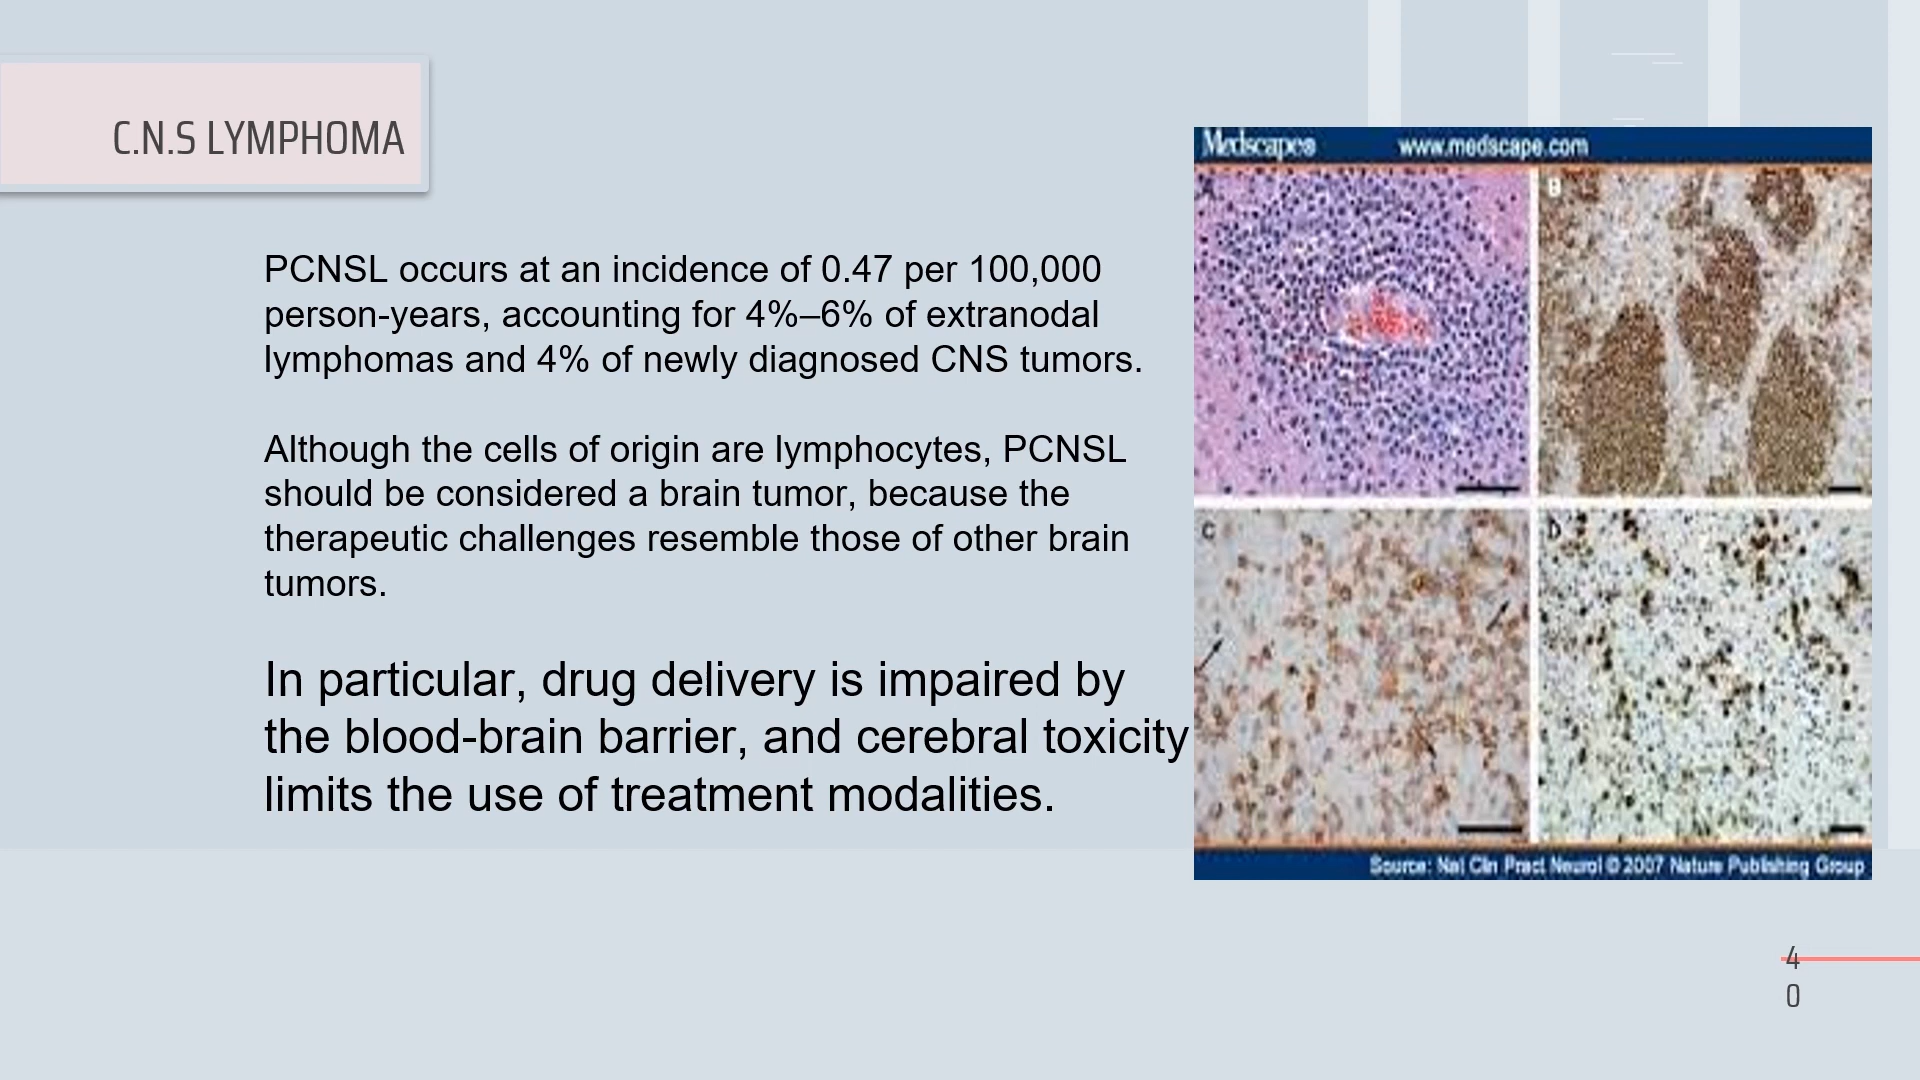 C.N.S LYMPHOMA
PCNSL occurs at an incidence of 0.47 per 100,000
person-years, accounting for 4%–6% of extranodal
lymphomas and 4% of newly diagnosed CNS tumors.
Although the cells of origin are lymphocytes, PCNSL
should be considered a brain tumor, because the
therapeutic challenges resemble those of other brain
tumors.
In particular, drug delivery is impaired by
the blood-brain barrier, and cerebral toxicity
limits the use of treatment modalities.
Medscape® www.medscape.com
B
C D
Source: Nat Clin Pract Neurol © 2007 Nature Publishing Group
4
0